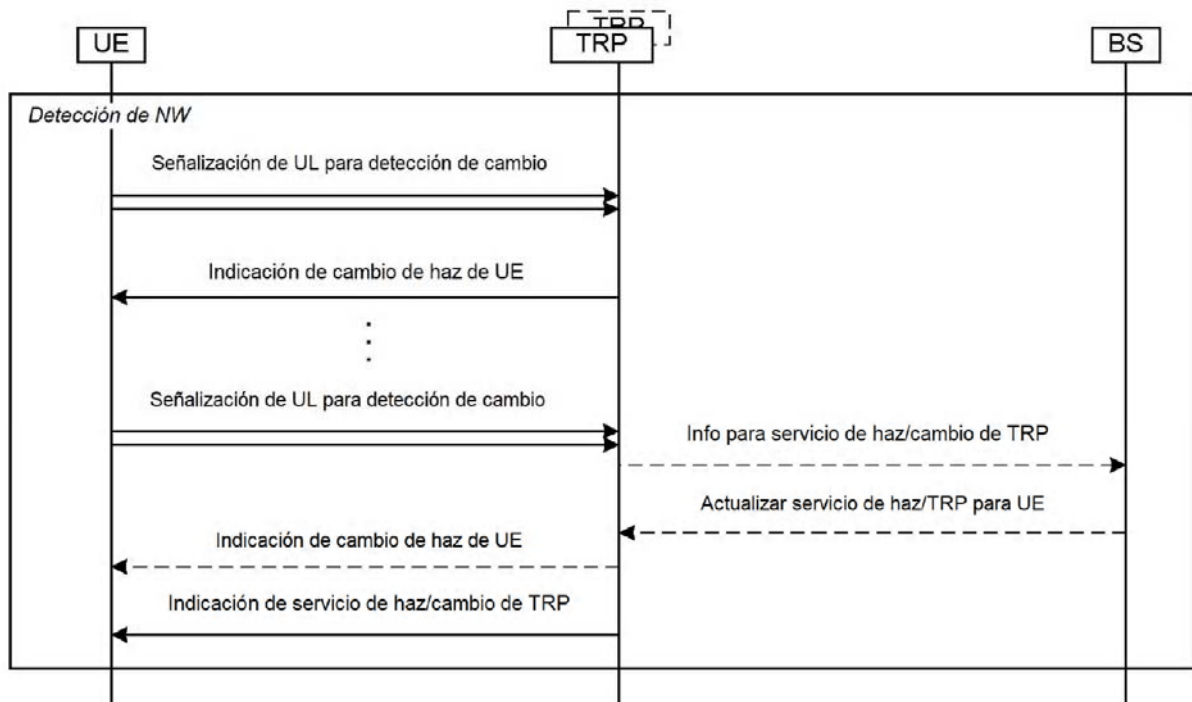 TRP
UE
TRP
BS
Detección de NW
Señalización de UL para detección de cambio
Indicación de cambio de haz de UE
Señalización de UL para detección de cambio
Info para servicio de haz/cambio de TRP
Actualizar servicio de haz/TRP para UE
Indicación de cambio de haz de UE
Indicación de servicio de haz/cambio de TRP